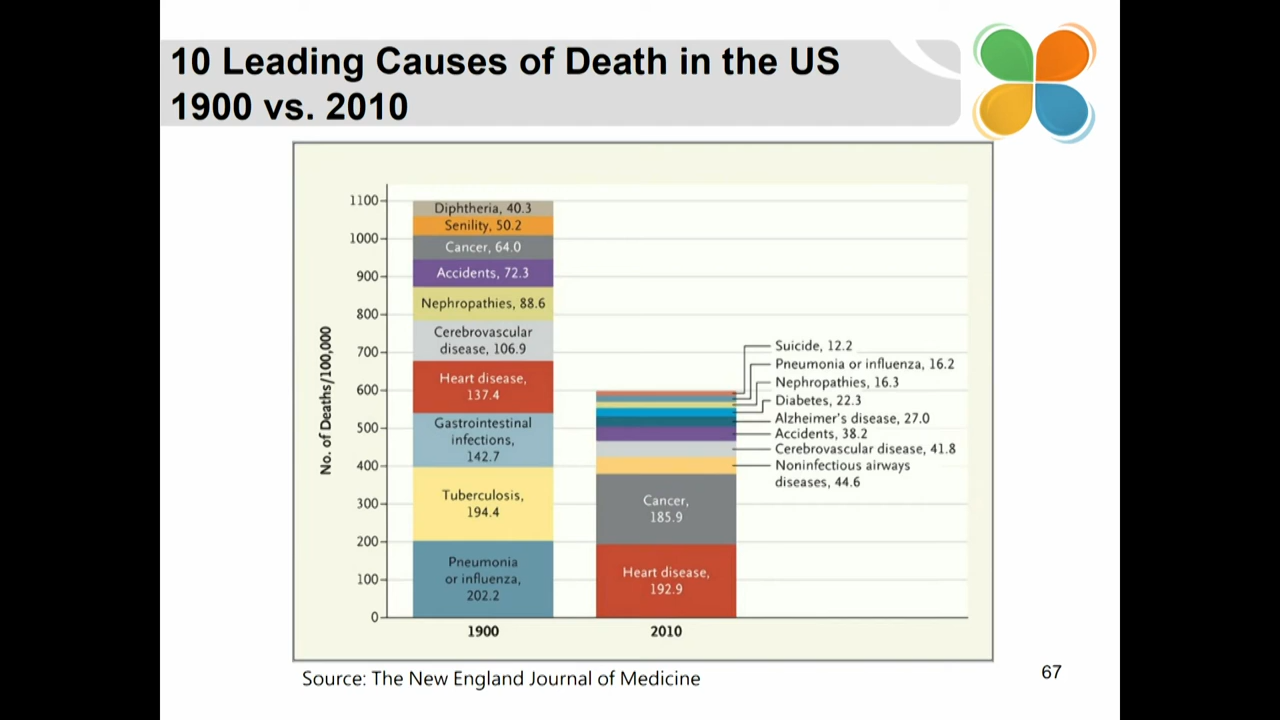 10 Leading Causes of Death in the US
1900 vs. 2010
No. of Deaths/100,000
1100
1000
900
800
700
600
500
400
300
200
100
0
Diphtheria, 40.3
Senility, 50.2
Cancer, 64.0
Accidents, 72.3
Nephropathies, 88.6
Cerebrovascular
disease, 106.9
Heart disease,
137.4
Gastrointestinal
infections,
142.7
Tuberculosis,
194.4
Pneumonia
or influenza,
202.2
1900
Suicide, 12.2
Pneumonia or influenza, 16.2
Nephropathies, 16.3
Diabetes, 22.3
Alzheimer's disease, 27.0
Accidents, 38.2
Cerebrovascular disease, 41.8
Noninfectious airways
diseases, 44.6
Cancer,
185.9
Heart disease,
192.9
2010
Source: The New England Journal of Medicine
67